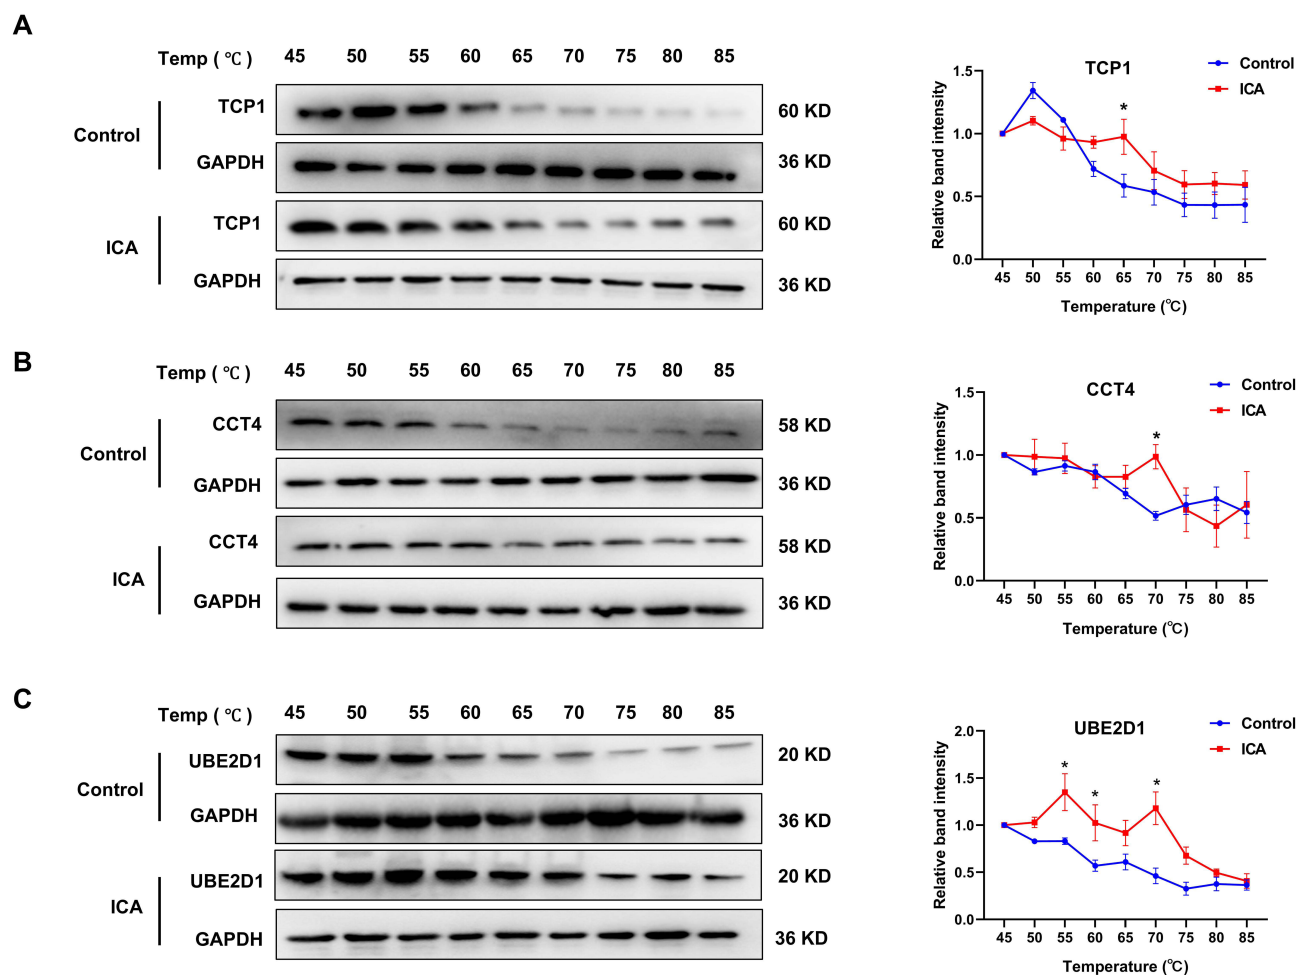 A
Temp ( ℃ ) 45 50 55 60 65 70 75 80 85
Control
TCP1 60 KD
GAPDH 36 KD
ICA
TCP1 60 KD
GAPDH 36 KD
TCP1
Control
ICA
Relative band intensity
1.5
1.0
0.5
0.0
*
45 50 55 60 65 70 75 80 85
Temperature (℃)
B
Temp ( ℃ ) 45 50 55 60 65 70 75 80 85
Control
CCT4 58 KD
GAPDH 36 KD
ICA
CCT4 58 KD
GAPDH 36 KD
CCT4
Control
ICA
Relative band intensity
1.5
1.0
0.5
0.0
*
45 50 55 60 65 70 75 80 85
Temperature (℃)
C
Temp ( ℃ ) 45 50 55 60 65 70 75 80 85
Control
UBE2D1 20 KD
GAPDH 36 KD
ICA
UBE2D1 20 KD
GAPDH 36 KD
UBE2D1
Control
ICA
Relative band intensity
2.0
1.5
1.0
0.5
0.0
* * *
45 50 55 60 65 70 75 80 85
Temperature (℃)